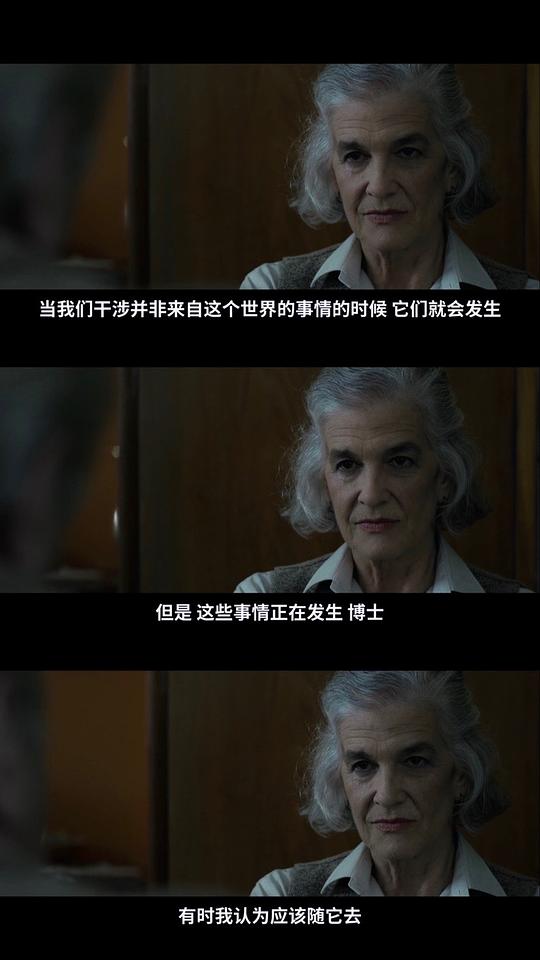 当我们干涉并非来自这个世界的事情的时候 它们就会发生
但是 这些事情正在发生 博士
有时我认为应该随它去